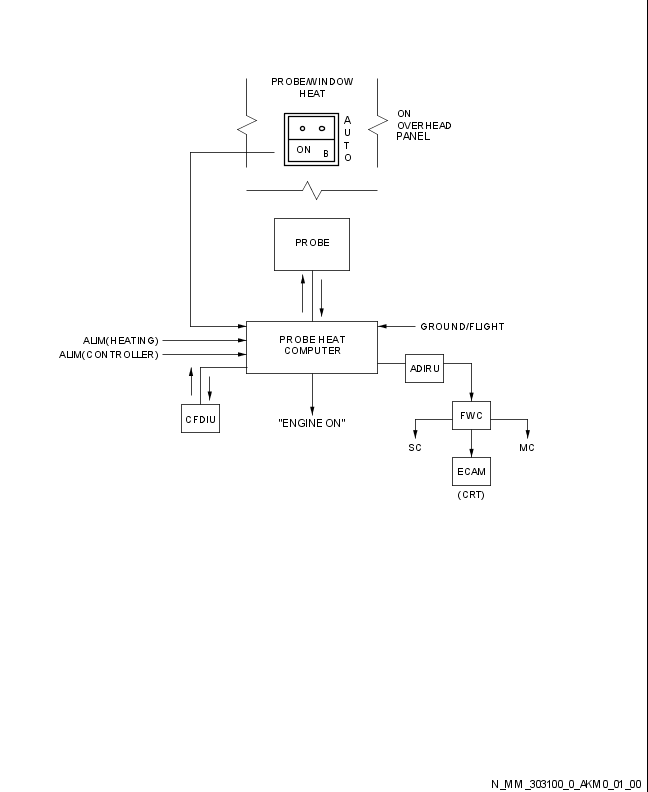 PROBE/WINDOW
HEAT
ON
B
A
U
T
O
ON
OVERHEAD
PANEL
PROBE
GROUND/FLIGHT
ALIM(HEATING)
ALIM(CONTROLLER)
PROBE HEAT
COMPUTER
ADIRU
CFDIU
"ENGINE ON"
FWC
SC
MC
ECAM
(CRT)
N_MM_303100_0_AKM0_01_00